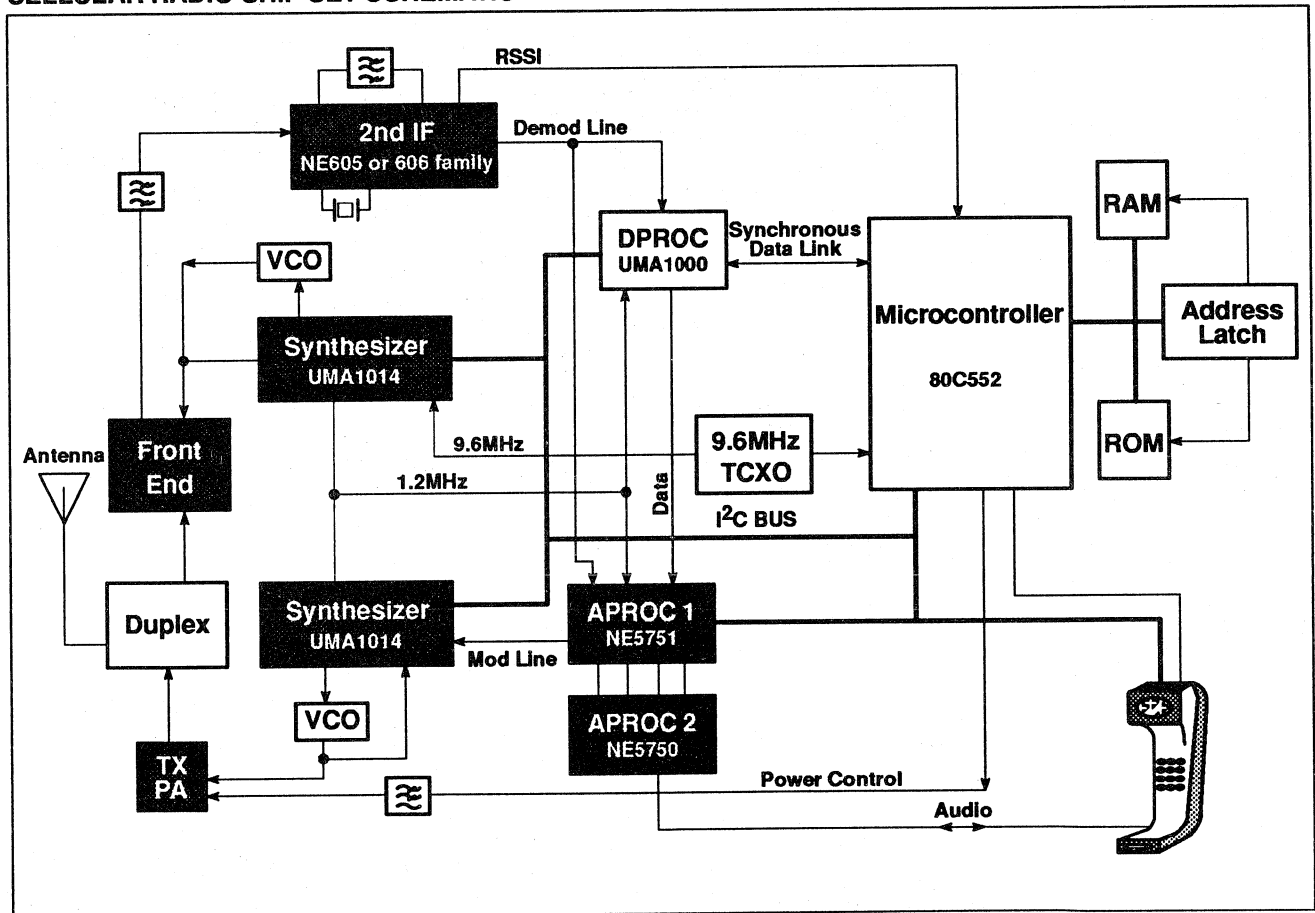 RSSI
2nd IF
NE605 or 606 family
Demod Line
DPROC
UMA1000
Synchronous
Data Link
Microcontroller
80C552
RAM
Address
Latch
ROM
VCO
Synthesizer
UMA1014
9.6MHz
9.6MHz
TCXO
1.2MHz
Data
I²C BUS
Antenna
Front
End
Duplex
Synthesizer
UMA1014
Mod Line
APROC 1
NE5751
APROC 2
NE5750
VCO
TX
PA
Power Control
Audio